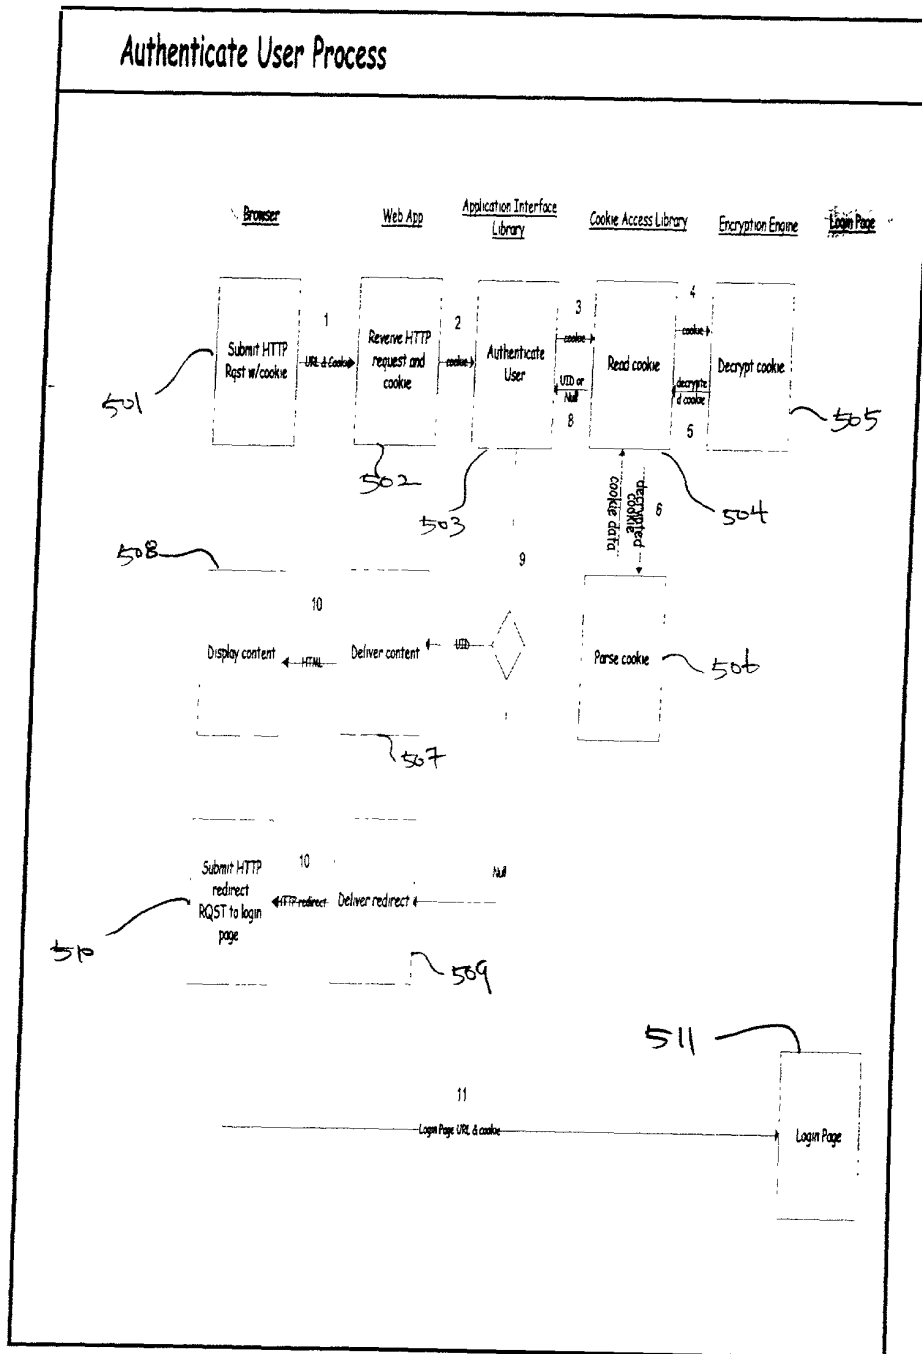 Authenticate User Process
Browser
Web App
Application Interface
Library
Cookie Access Library
Encryption Engine
Login Page
1
2
3
4
Submit HTTP
Rqst w/cookie
URL & Cookie
Reverve HTTP
request and
cookie
cookie
Authenticate
User
cookie
UID or
Null
8
Read cookie
cookie
decrypte
d cookie
5
Decrypt cookie
501
502
503
504
505
decrypted
cookie
cookie data
6
508
9
10
Display content
HTML
Deliver content
UID
Parse cookie
506
507
Submit HTTP
redirect
RQST to login
page
10
HTTP redirect
Deliver redirect
Null
510
509
511
11
Login Page URL & cookie
Login Page